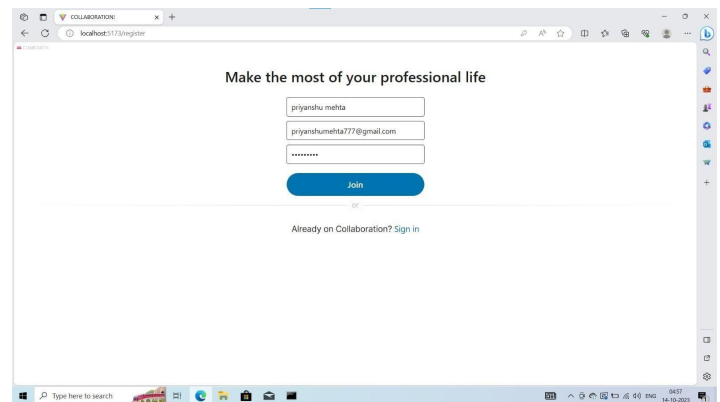 COLLABORATION!
localhost:5173/register
Make the most of your professional life
priyanshu mehta
priyanshumehta777@gmail.com
•••••••••
Join
or
Already on Collaboration? Sign in
Type here to search
ENG
04:57
14-10-2023